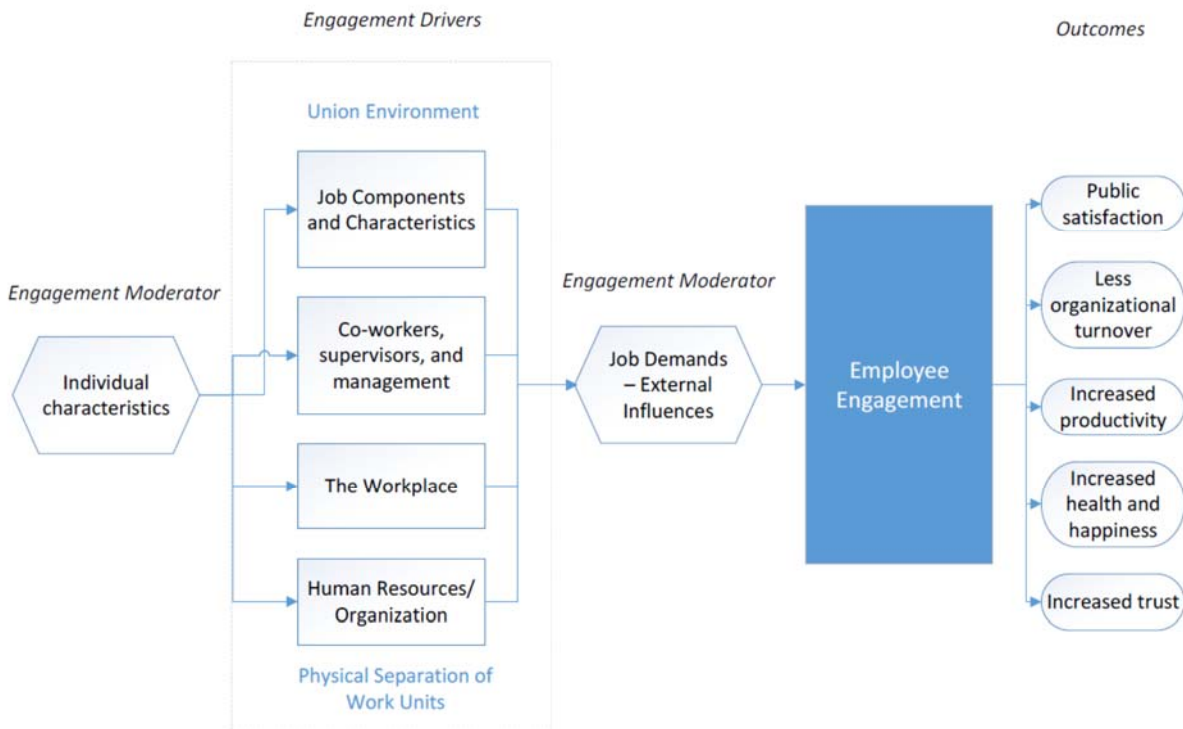 Engagement Drivers
Outcomes
Union Environment
Job Components
and Characteristics
Public
satisfaction
Engagement Moderator
Engagement Moderator
Less
organizational
turnover
Co-workers,
supervisors, and
management
Individual
characteristics
Job Demands
– External
Influences
Employee
Engagement
Increased
productivity
The Workplace
Increased
health and
happiness
Human Resources/
Organization
Increased trust
Physical Separation of
Work Units